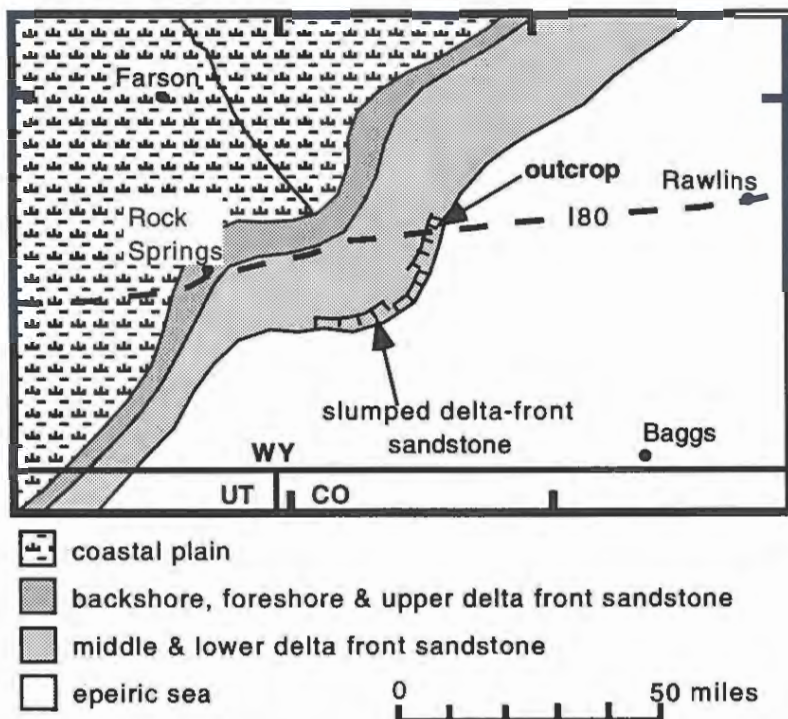 Farson
outcrop
Rawlins
I80
Rock
Springs
slumped delta-front
sandstone
Baggs
WY
UT
CO
coastal plain
backshore, foreshore & upper delta front sandstone
middle & lower delta front sandstone
epeiric sea
0
50 miles